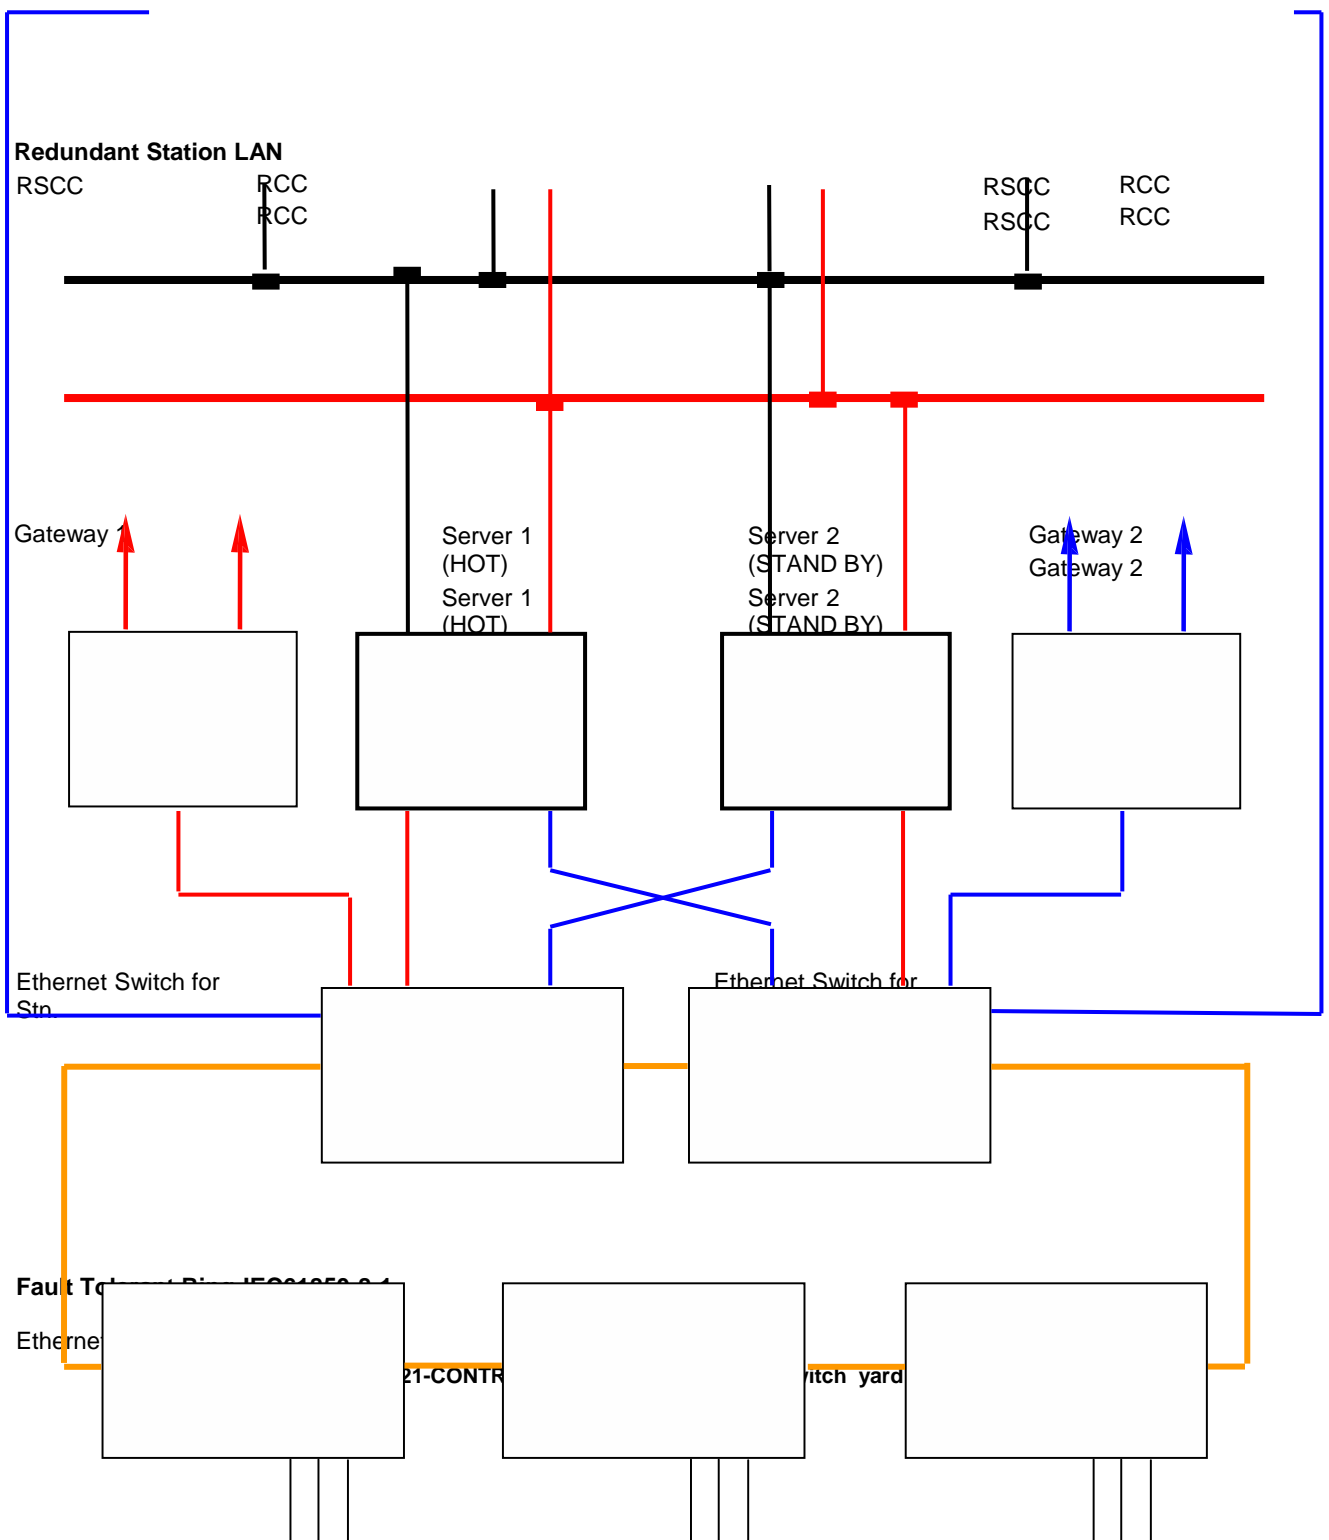 Redundant Station LAN
RSCC RCC RSCC RCC
RCC RSCC RCC
Gateway 1 Server 1 Server 2 Gateway 2
(HOT) (STAND BY) Gateway 2
Server 1 Server 2
(HOT) (STAND BY)
Ethernet Switch for Ethernet Switch for
Stn.
Fault
21-CONTR itch yard